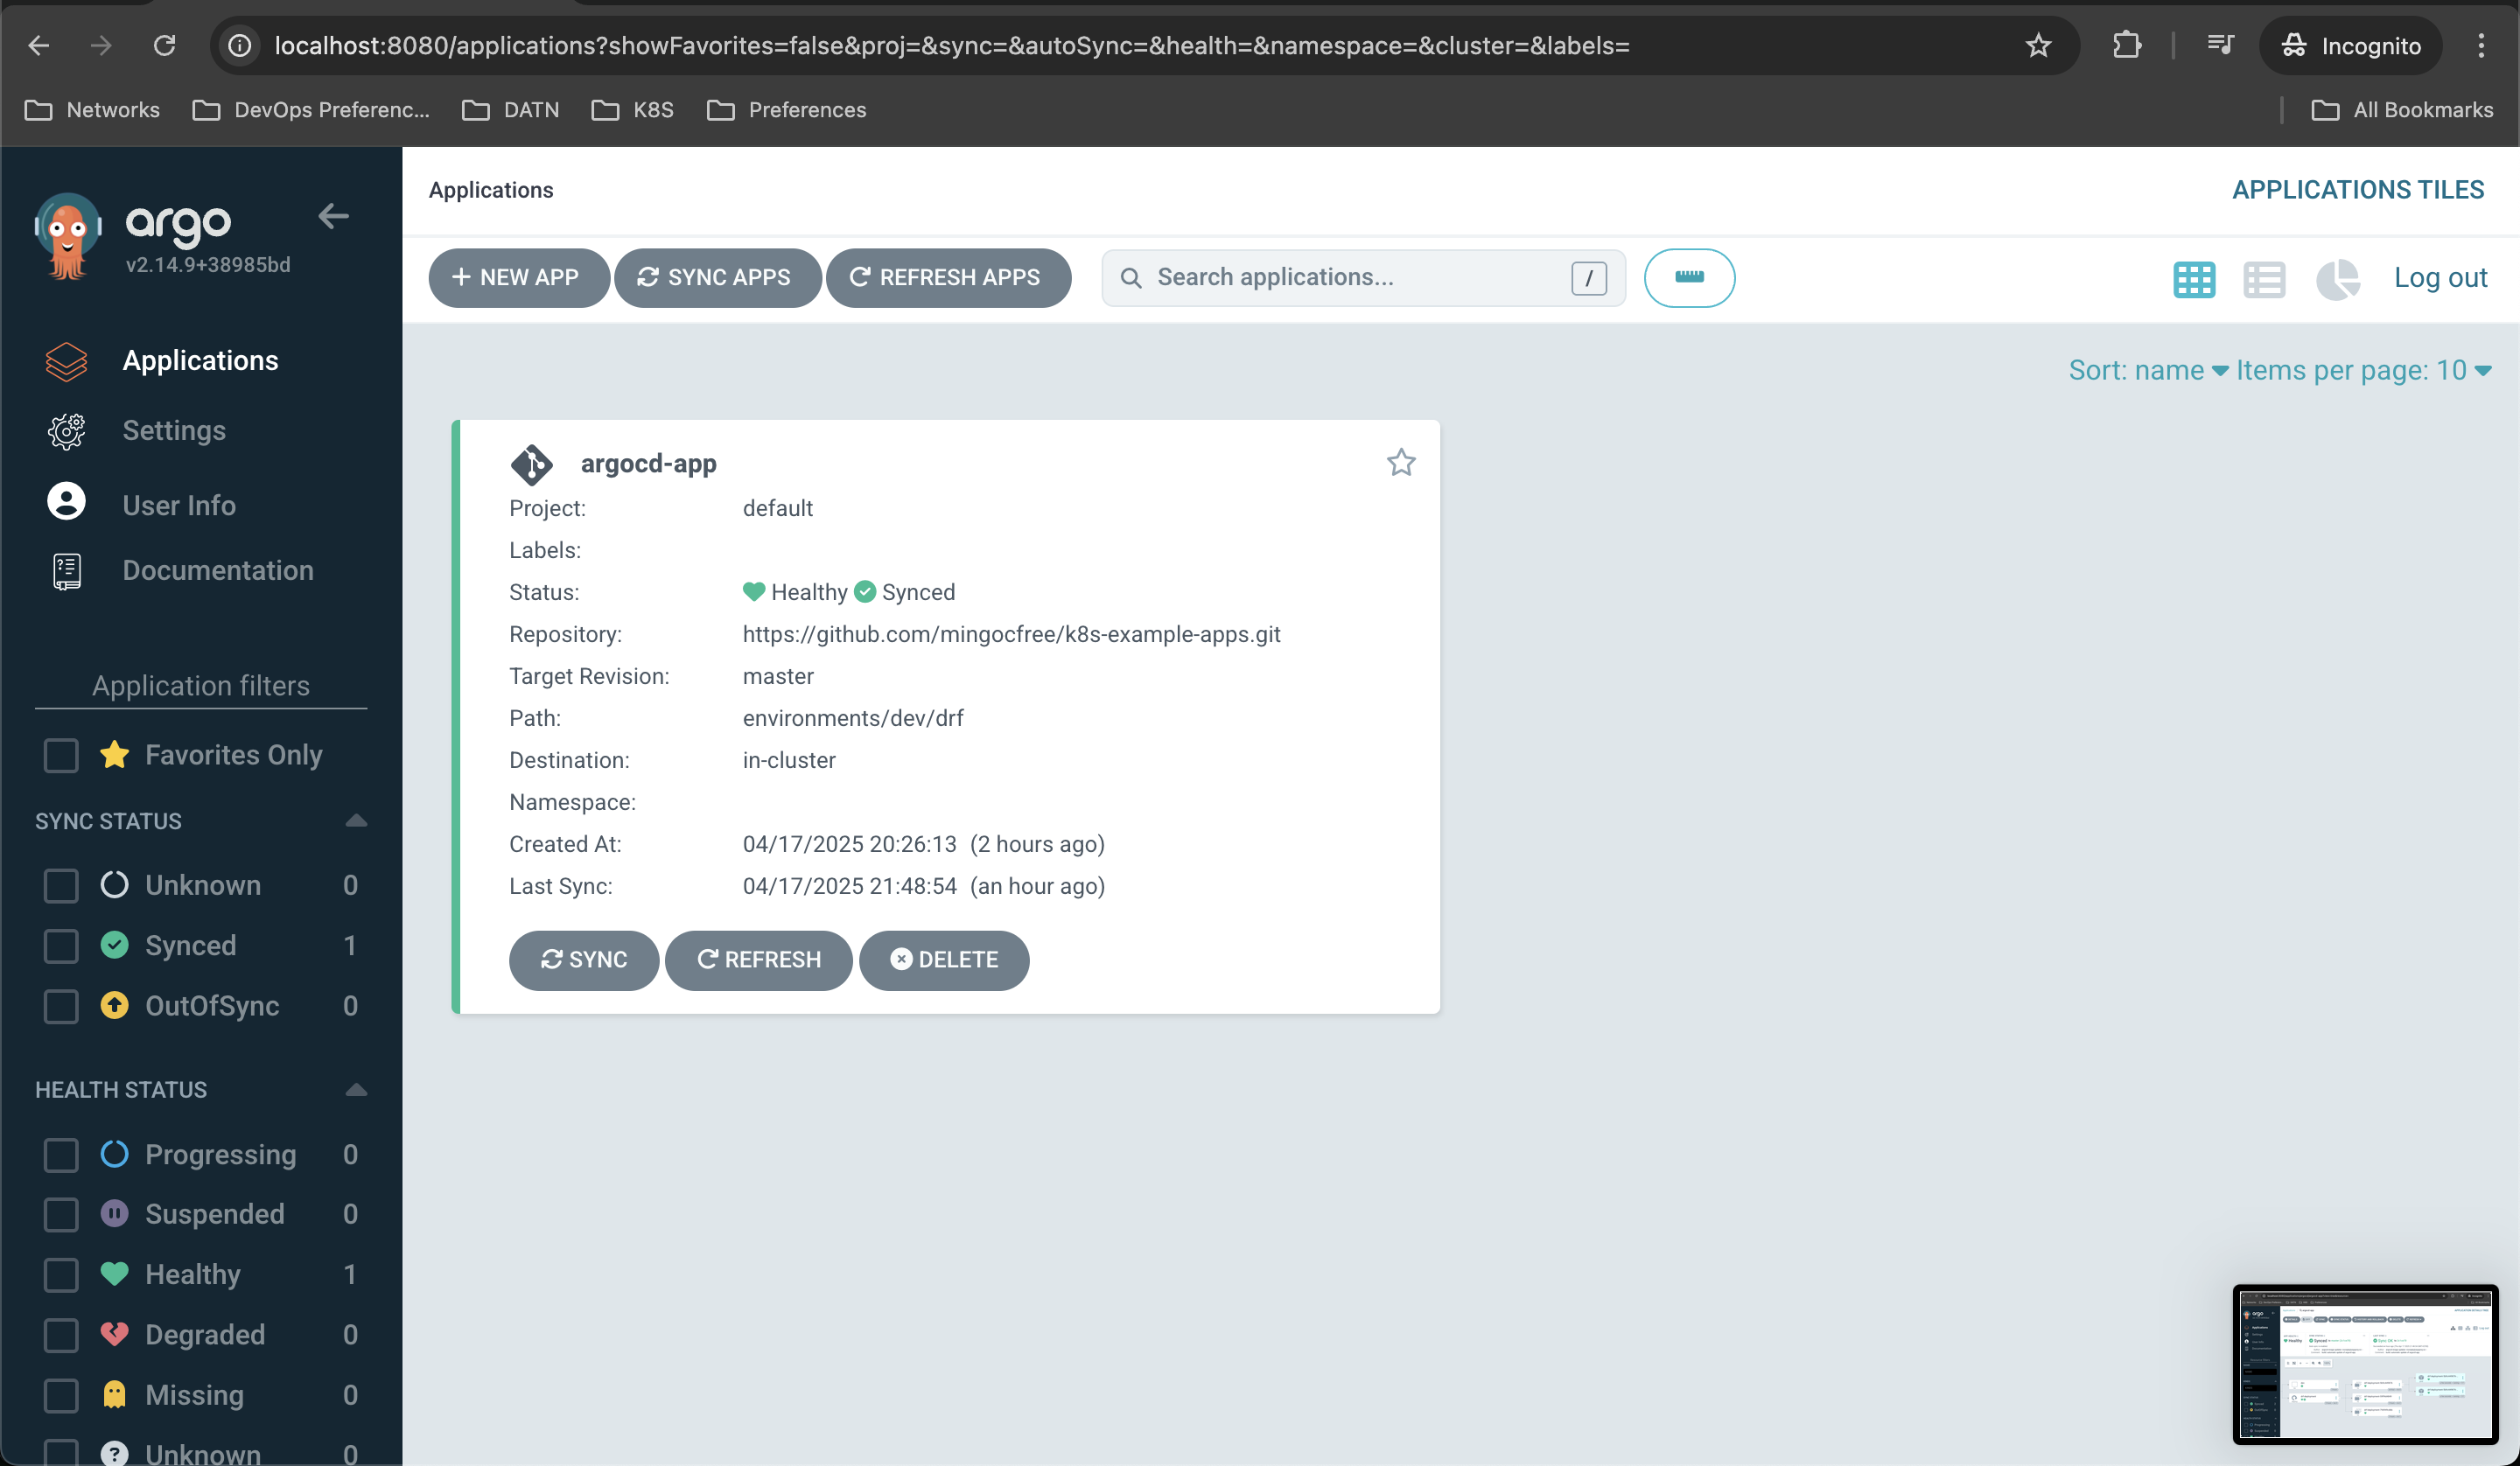 localhost:8080/applications?showFavorites=false&proj=&sync=&autoSync=&health=&namespace=&cluster=&labels=
Incognito
Networks
DevOps Preferenc...
DATN
K8S
Preferences
All Bookmarks
argo
v2.14.9+38985bd
Applications
Settings
User Info
Documentation
Application filters
Favorites Only
SYNC STATUS
Unknown 0
Synced 1
OutOfSync 0
HEALTH STATUS
Progressing 0
Suspended 0
Healthy 1
Degraded 0
Missing 0
Unknown 0
Applications
APPLICATIONS TILES
+ NEW APP
SYNC APPS
REFRESH APPS
Search applications...
/
Log out
Sort: name
Items per page: 10
argocd-app
Project: default
Labels:
Status: Healthy Synced
Repository: https://github.com/mingocfree/k8s-example-apps.git
Target Revision: master
Path: environments/dev/drf
Destination: in-cluster
Namespace:
Created At: 04/17/2025 20:26:13 (2 hours ago)
Last Sync: 04/17/2025 21:48:54 (an hour ago)
SYNC
REFRESH
DELETE